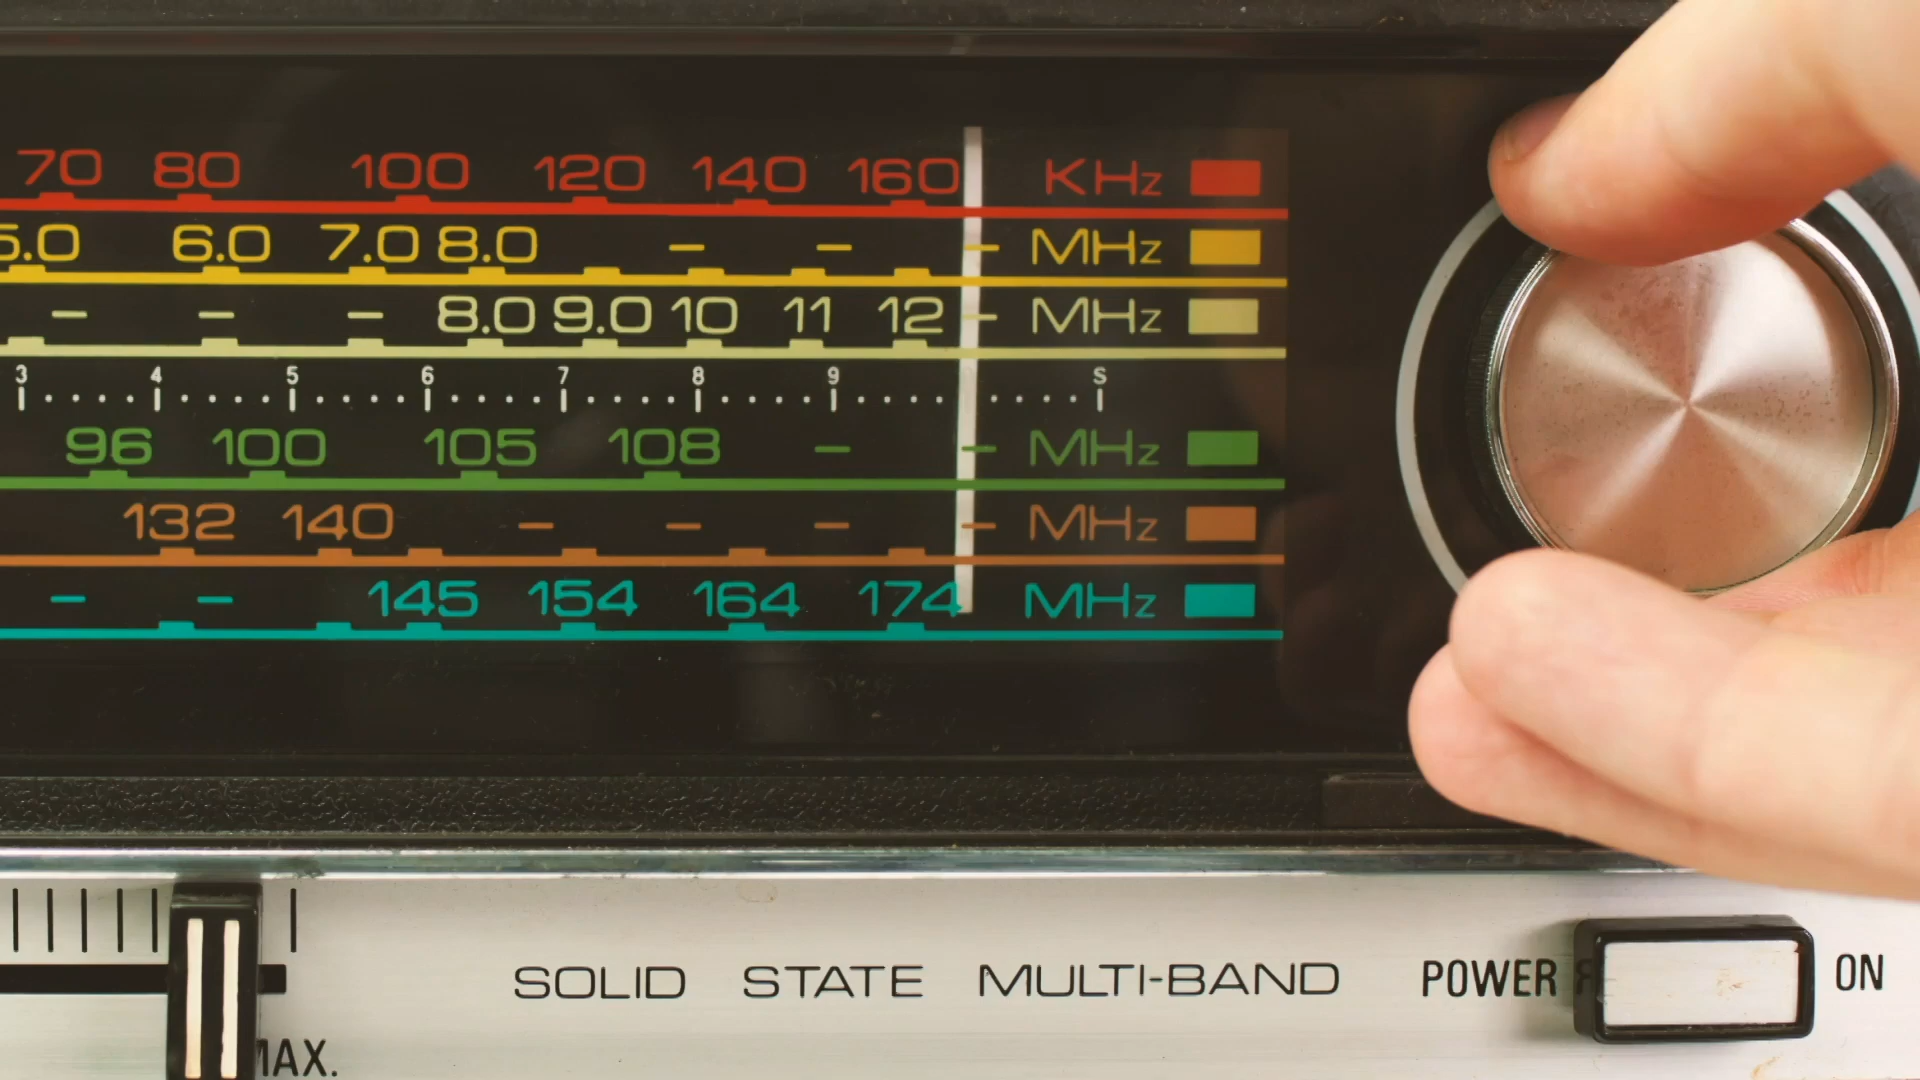 70 80 100 120 140 160 KHz
5.0 6.0 7.0 8.0 – – – MHz
– – – 8.0 9.0 10 11 12 – MHz
3 4 5 6 7 8 9 S
96 100 105 108 – – MHz
132 140 – – – – MHz
– – 145 154 164 174 MHz
SOLID STATE MULTI-BAND POWER ON
MAX.